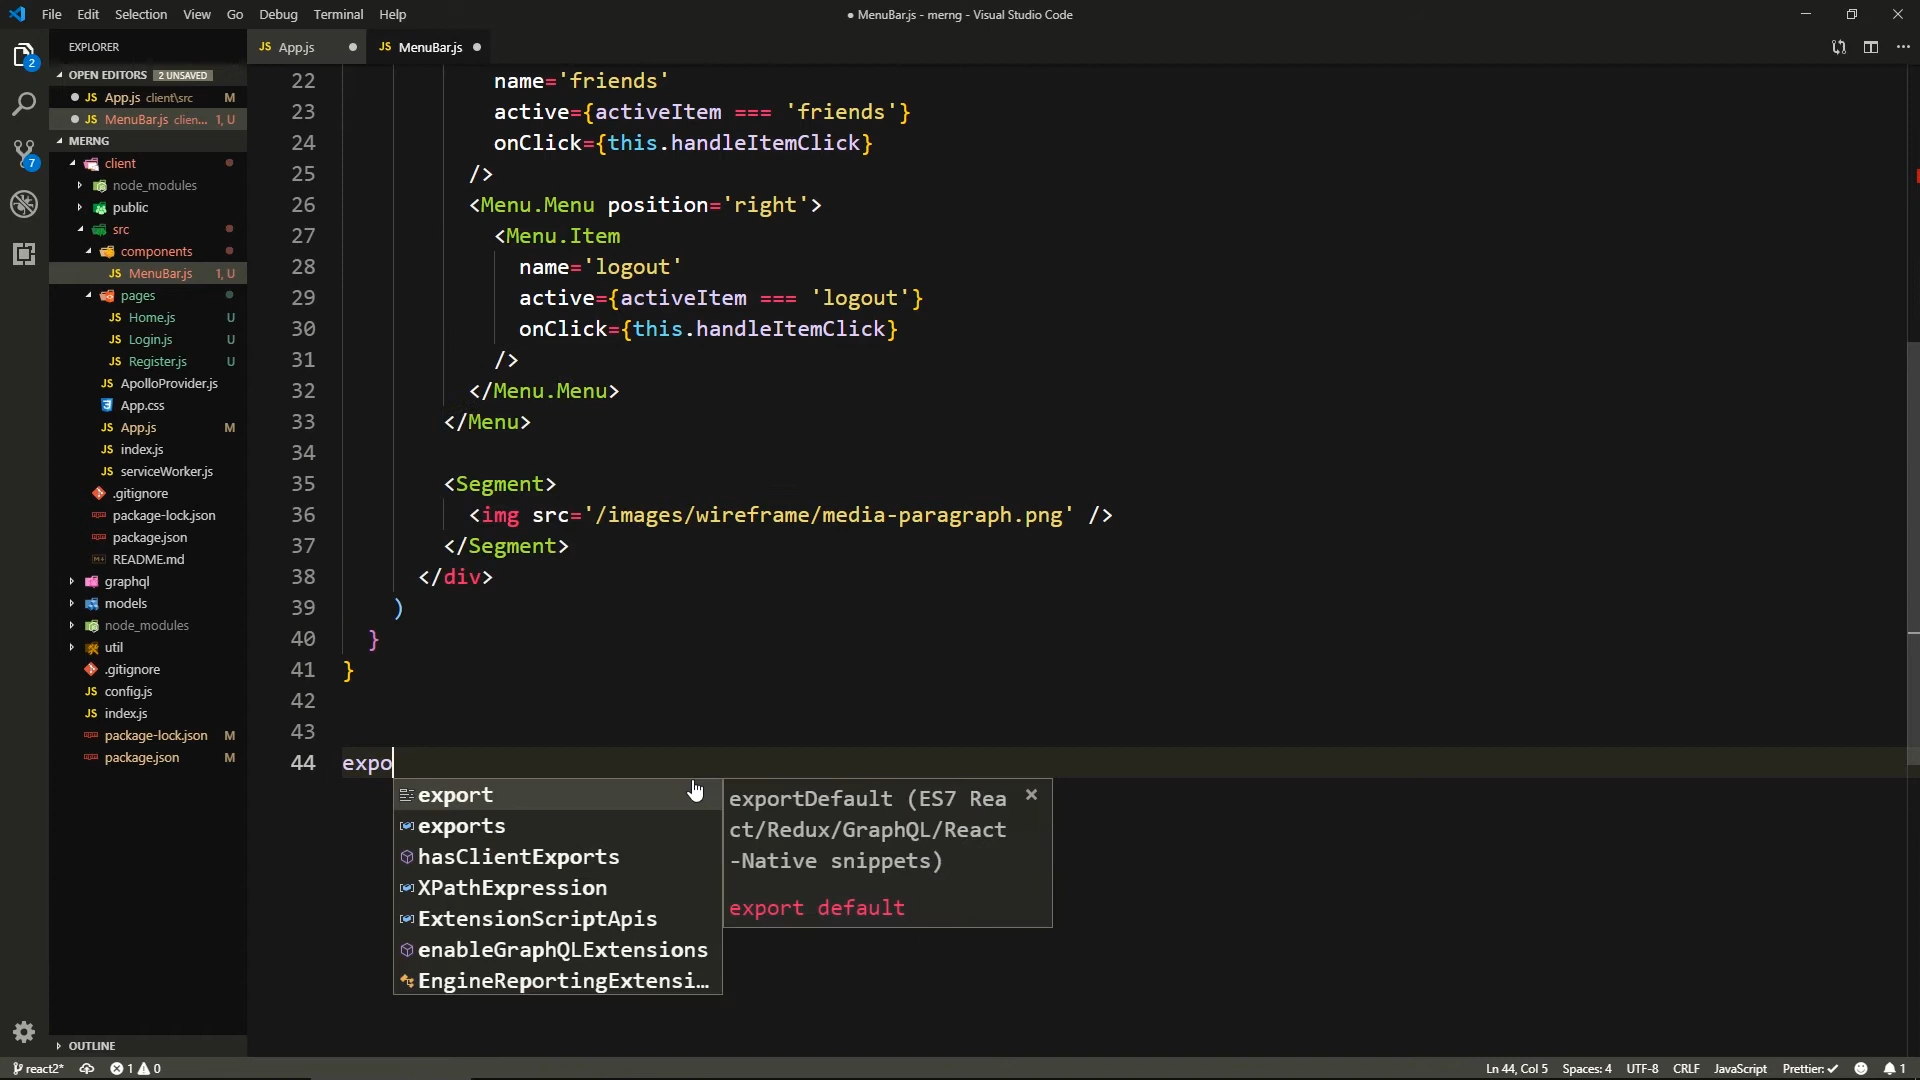 File Edit Selection View Go Debug Terminal Help
● MenuBar.js - merng - Visual Studio Code
EXPLORER
OPEN EDITORS 2 UNSAVED
JS App.js client\src M
JS MenuBar.js clien... 1, U
MERNG
client
node_modules
public
src
components
JS MenuBar.js 1, U
pages
JS Home.js U
JS Login.js U
JS Register.js U
JS ApolloProvider.js
App.css
JS App.js M
JS index.js
JS serviceWorker.js
.gitignore
package-lock.json
package.json
README.md
graphql
models
node_modules
util
.gitignore
JS config.js
JS index.js
package-lock.json M
package.json M
OUTLINE
2
7
JS App.js
JS MenuBar.js
22 name='friends'
23 active={activeItem === 'friends'}
24 onClick={this.handleItemClick}
25 />
26 <Menu.Menu position='right'>
27 <Menu.Item
28 name='logout'
29 active={activeItem === 'logout'}
30 onClick={this.handleItemClick}
31 />
32 </Menu.Menu>
33 </Menu>
34
35 <Segment>
36 <img src='/images/wireframe/media-paragraph.png' />
37 </Segment>
38 </div>
39 )
40 }
41 }
42
43
44 expo
export
exports
hasClientExports
XPathExpression
ExtensionScriptApis
enableGraphQLExtensions
EngineReportingExtensi...
exportDefault (ES7 Rea
ct/Redux/GraphQL/React
-Native snippets)
export default
react2* 1 0
Ln 44, Col 5 Spaces: 4 UTF-8 CRLF JavaScript Prettier: ✓ 1